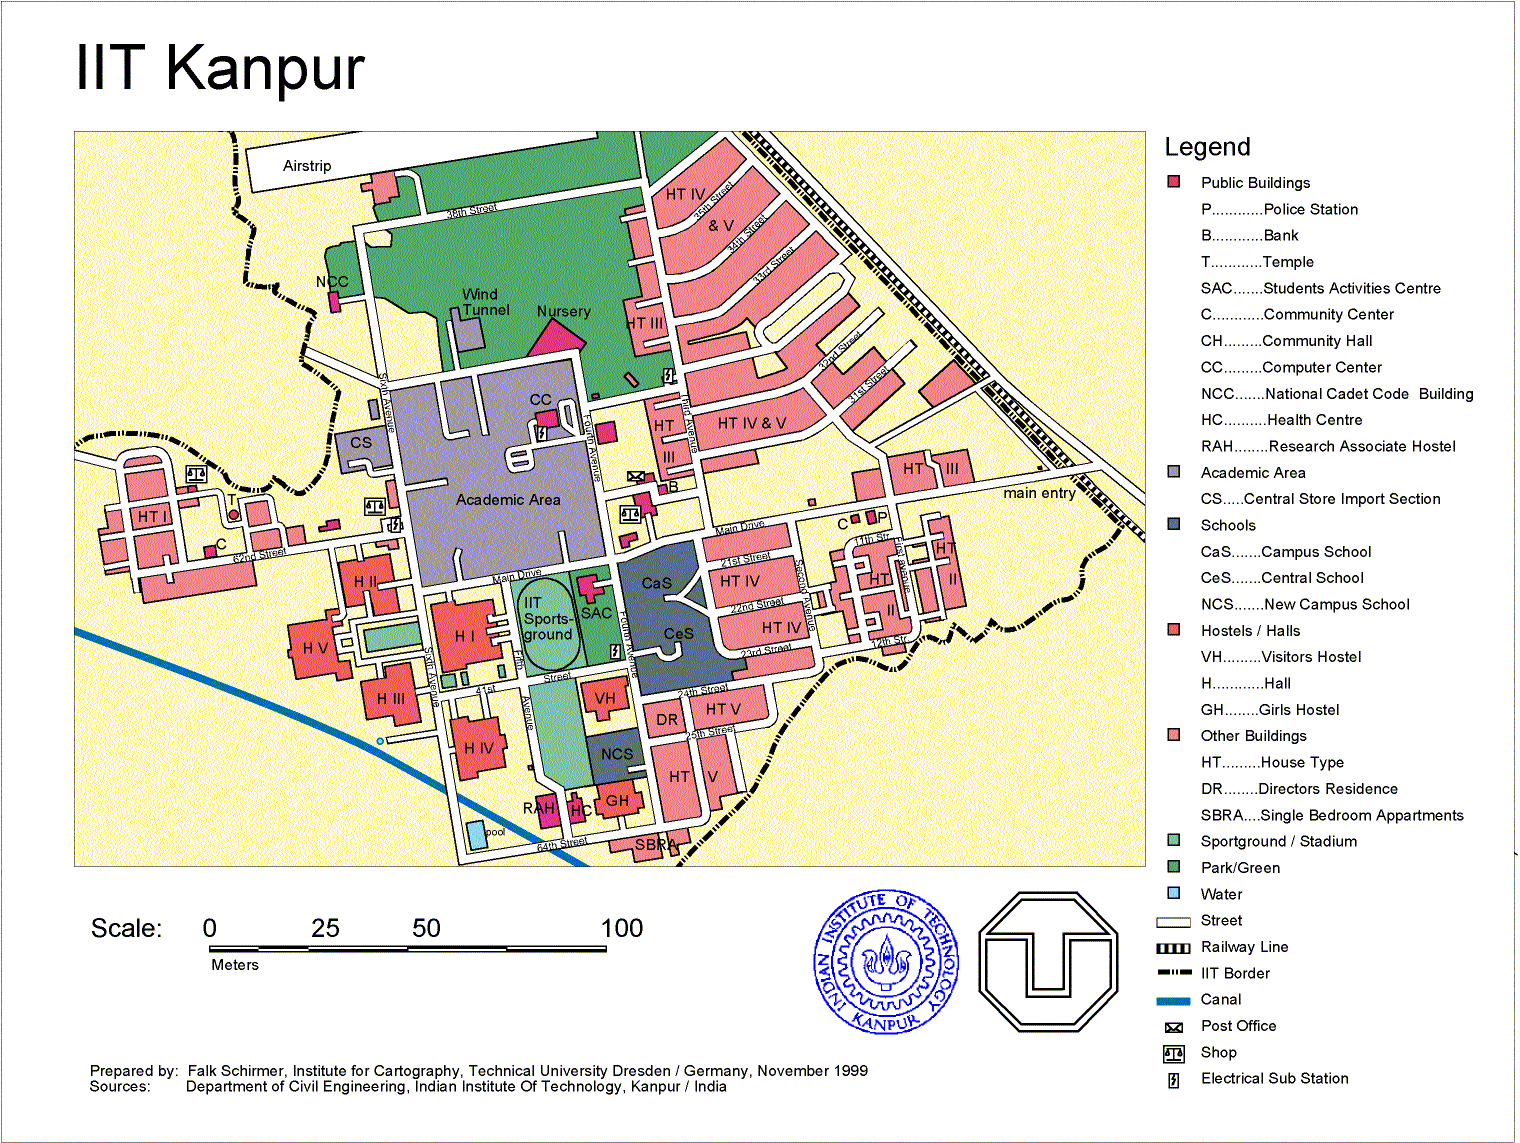 IIT Kanpur
Airstrip
38th Street
HT IV
35th Street
& V
34th Street
33rd Street
NCC
Wind
Tunnel
Nursery
HT III
32nd Street
31st Street
Sixth Avenue
CC
Third Avenue
Fourth Avenue
HT
III
HT IV & V
CS
HT III
main entry
Academic Area
B
T
HT I
C
62nd Street
C
P
Main Drive
11th Str.
First Avenue
HT
II
HT
II
12th Str.
21st Street
HT IV
22nd Street
Second Avenue
HT IV
23rd Street
Main Drive
CaS
CeS
SAC
IIT
Sports-
ground
H II
H I
H V
H III
H IV
Sixth Avenue
Fifth
Avenue
41st
Street
Fourth Avenue
24th Street
VH
DR
HT V
25th Street
NCS
HT V
RAH
HC
GH
pool
64th Street
SBRA
Legend
Public Buildings
P............Police Station
B............Bank
T............Temple
SAC.......Students Activities Centre
C............Community Center
CH.........Community Hall
CC.........Computer Center
NCC.......National Cadet Code Building
HC..........Health Centre
RAH........Research Associate Hostel
Academic Area
CS.....Central Store Import Section
Schools
CaS.......Campus School
CeS.......Central School
NCS.......New Campus School
Hostels / Halls
VH.........Visitors Hostel
H............Hall
GH........Girls Hostel
Other Buildings
HT.........House Type
DR........Directors Residence
SBRA....Single Bedroom Appartments
Sportground / Stadium
Park/Green
Water
Street
Railway Line
IIT Border
Canal
Post Office
Shop
Electrical Sub Station
Scale: 0 25 50 100
Meters
INDIAN INSTITUTE OF TECHNOLOGY
KANPUR
Prepared by: Falk Schirmer, Institute for Cartography, Technical University Dresden / Germany, November 1999
Sources: Department of Civil Engineering, Indian Institute Of Technology, Kanpur / India